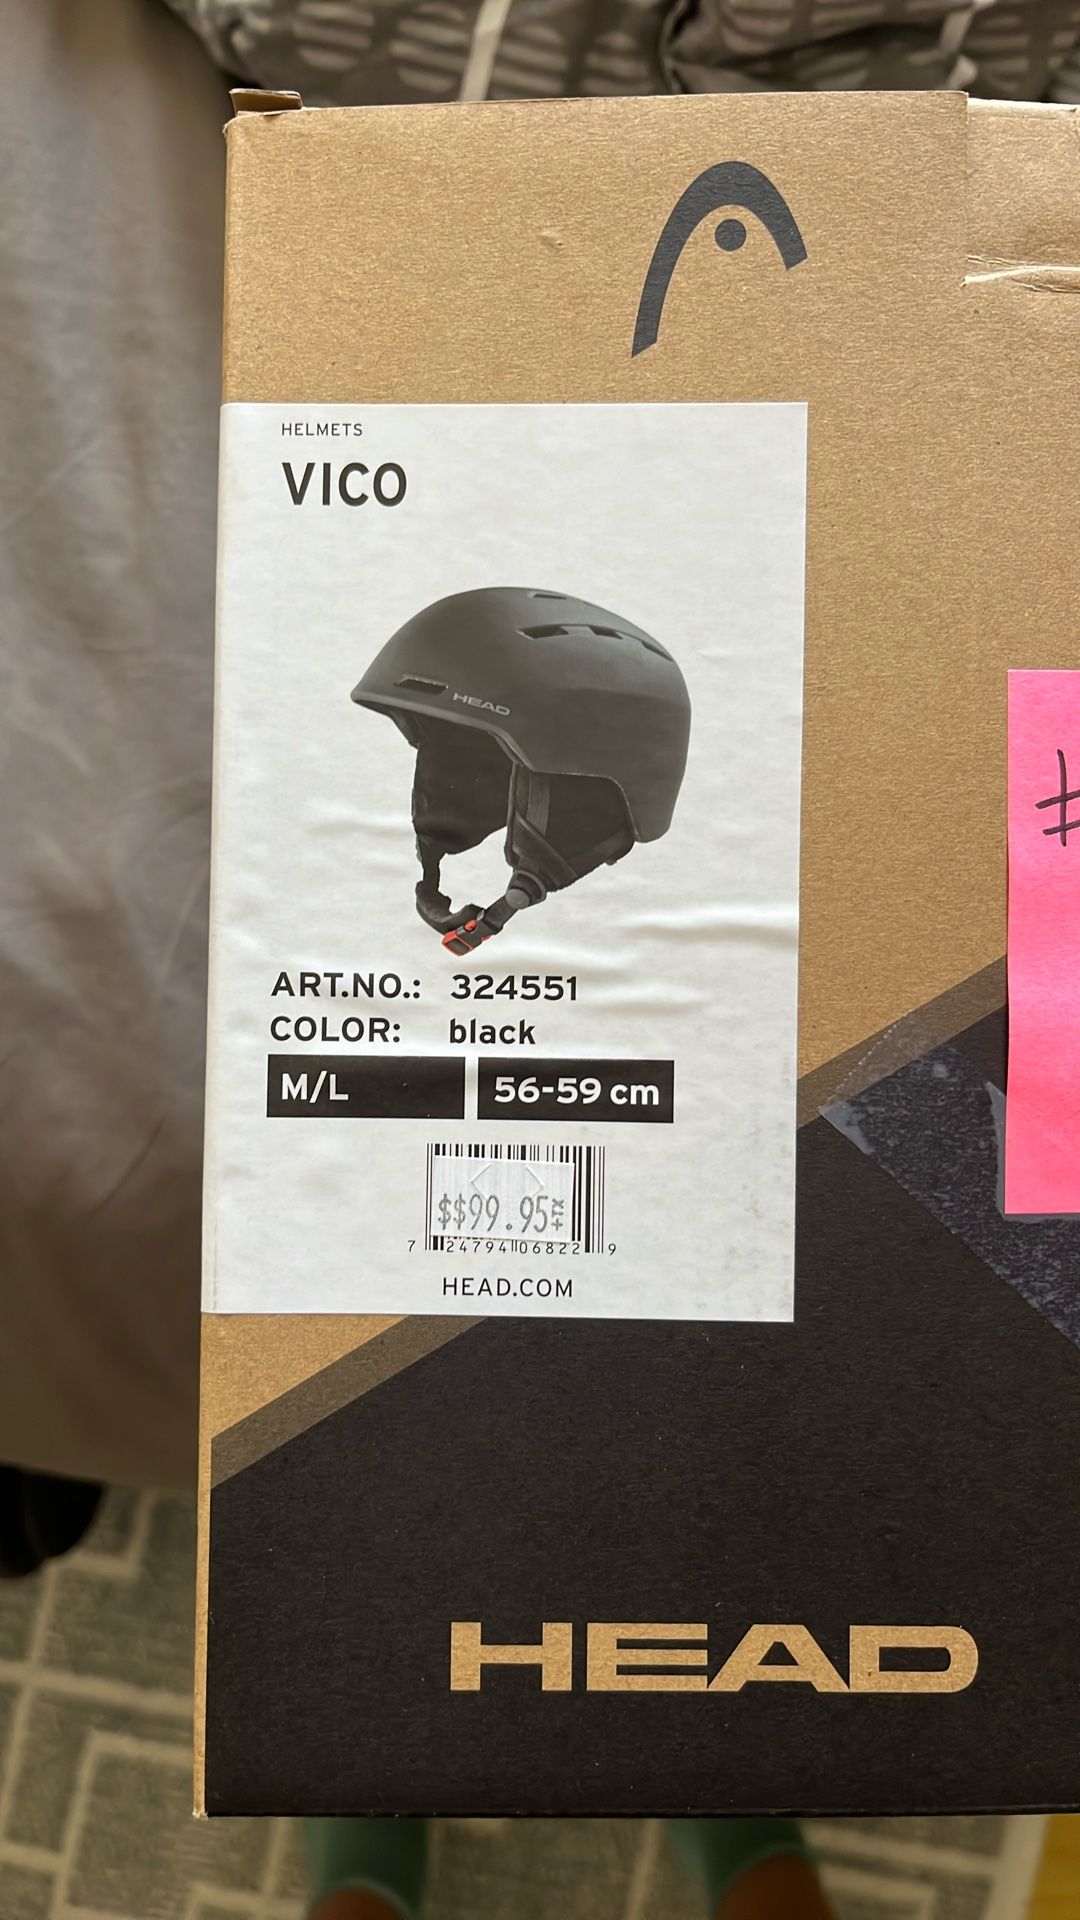 HELMETS
VICO
HEAD
ART.NO.: 324551
COLOR: black
M/L 56-59 cm
$$99.95+TX
7 24794 06822 9
HEAD.COM
#
HEAD